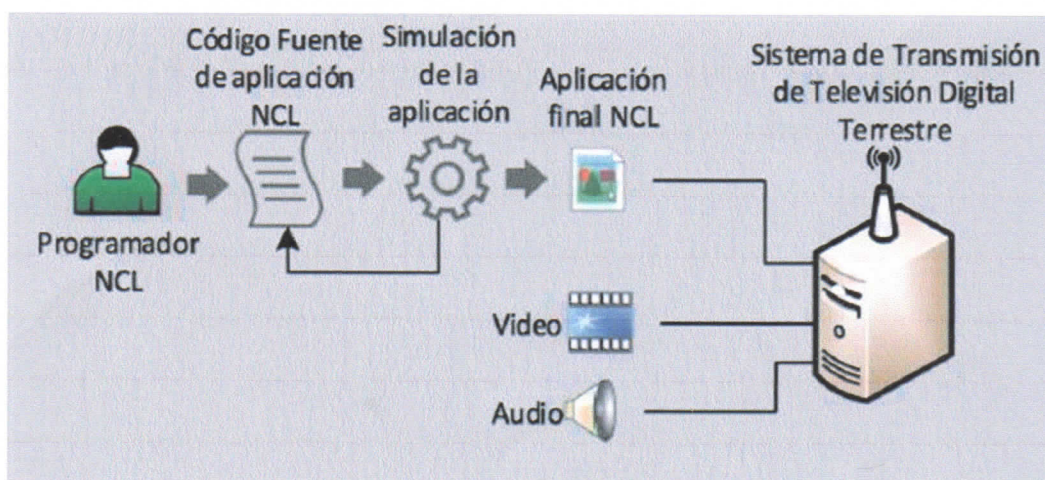 Código Fuente
de aplicación
NCL
Simulación
de la
aplicación
Aplicación
final NCL
Sistema de Transmisión
de Televisión Digital
Terrestre
Programador
NCL
Video
Audio